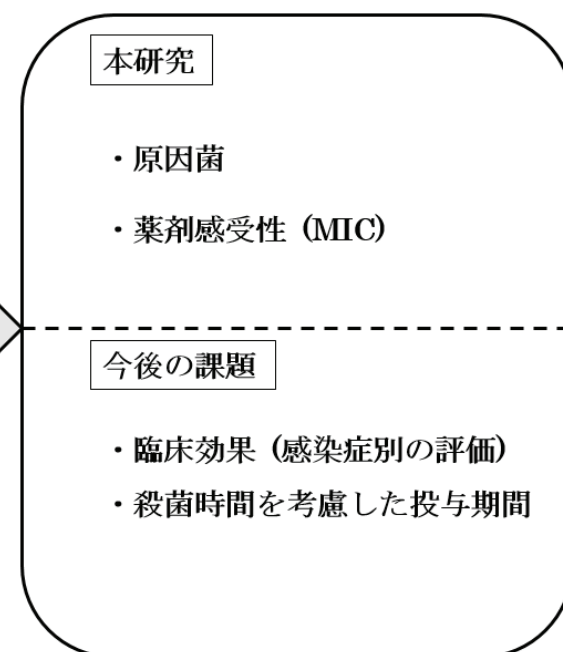 本研究
・原因菌
・薬剤感受性 (MIC)
今後の課題
・臨床効果 (感染症別の評価)
・殺菌時間を考慮した投与期間